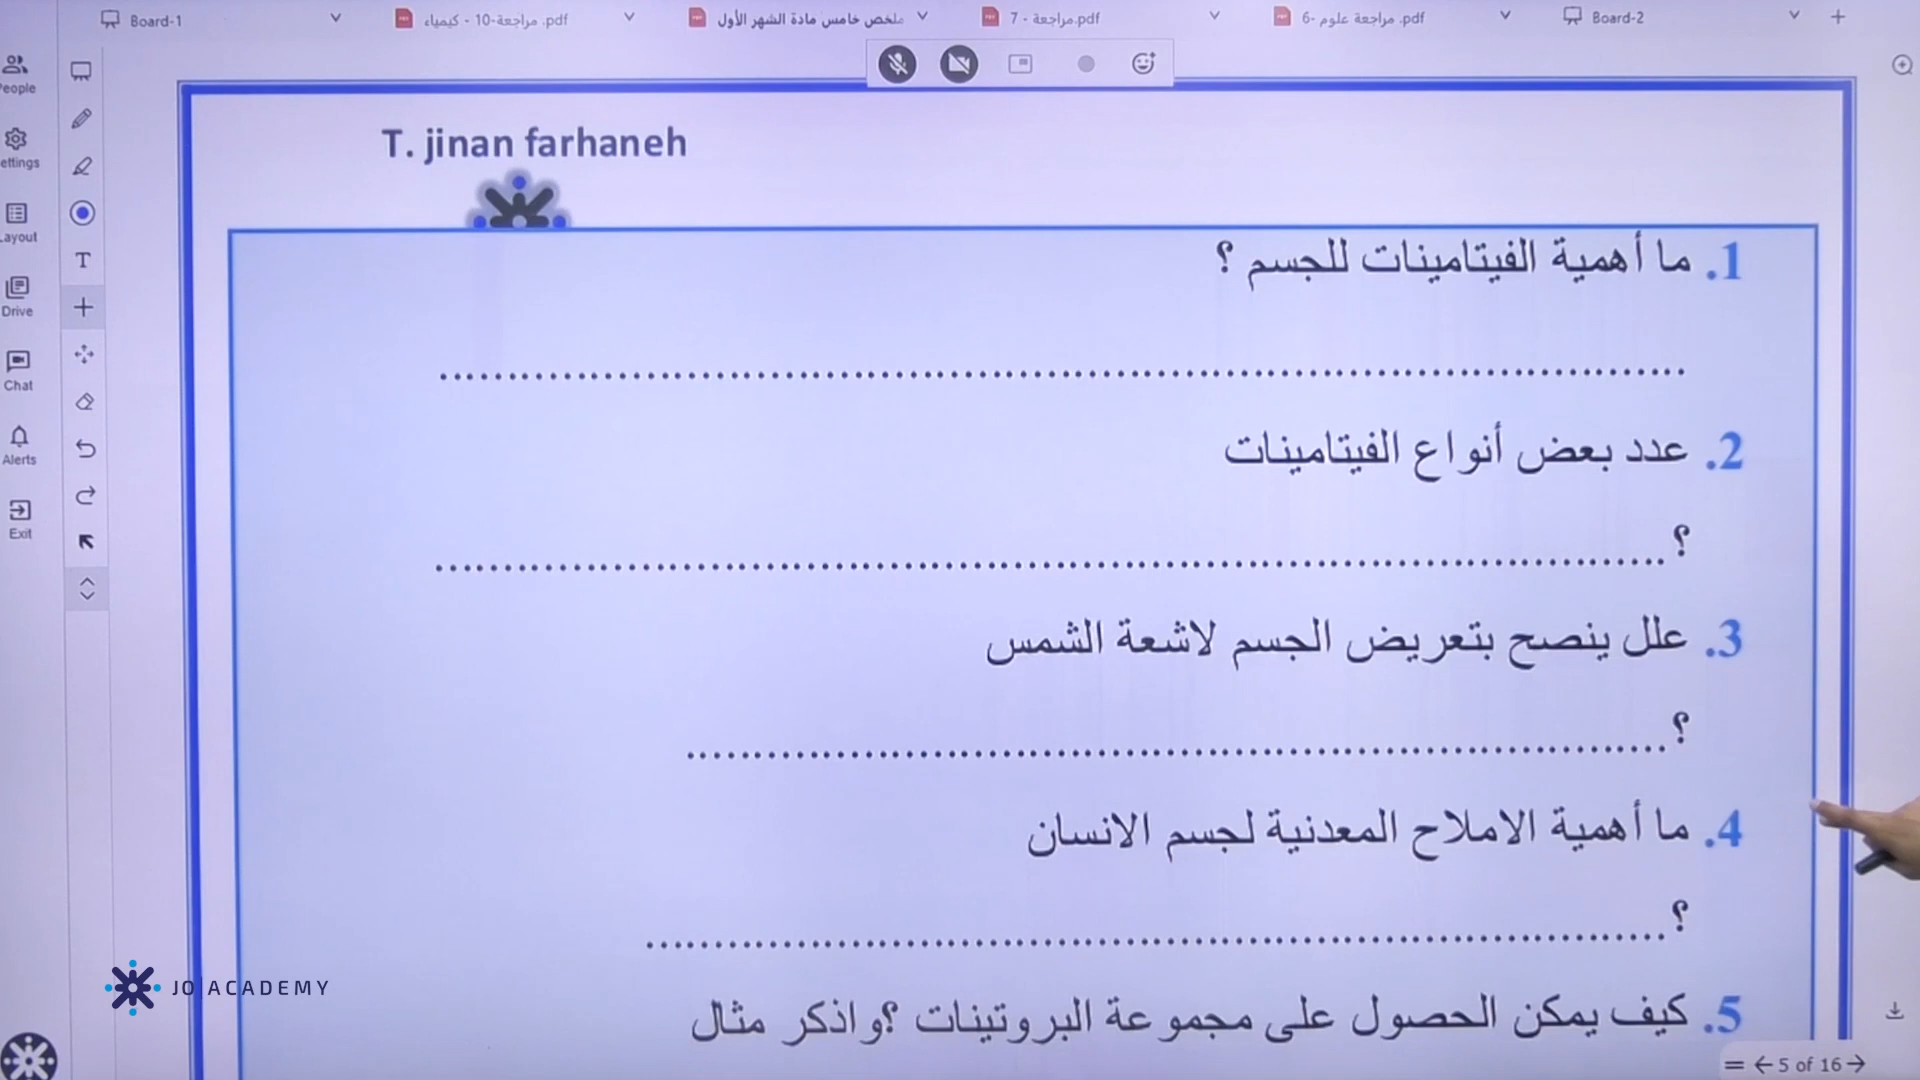 Board-1
مراجعة-10 - كيمياء .pdf
ملخص خامس مادة الشهر الأول
مراجعة - 7.pdf
مراجعة علوم -6 .pdf
Board-2
eople
ettings
Layout
Drive
Chat
Alerts
Exit
T
T. jinan farhaneh
1. ما أهمية الفيتامينات للجسم ؟
2. عدد بعض أنواع الفيتامينات
؟
3. علل ينصح بتعريض الجسم لاشعة الشمس
؟
4. ما أهمية الاملاح المعدنية لجسم الانسان
؟
5. كيف يمكن الحصول على مجموعة البروتينات ؟و اذكر مثال
JO ACADEMY
5 of 16